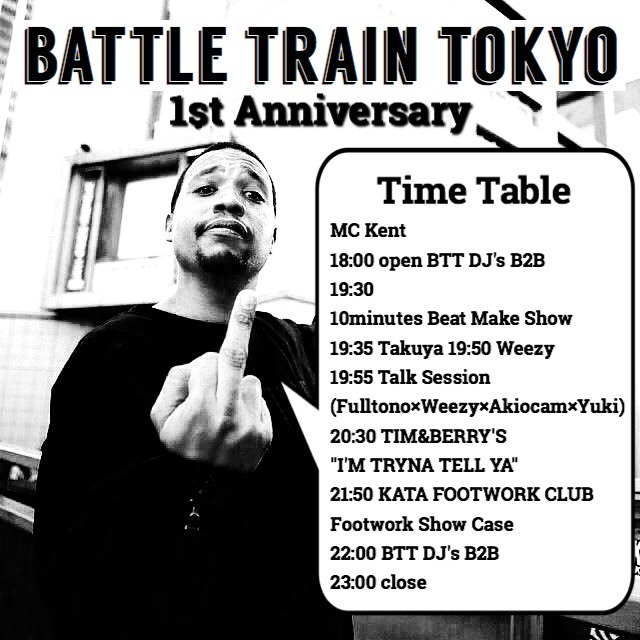 BATTLE TRAIN TOKYO
1st Anniversary
Time Table
MC Kent
18:00 open BTT DJ's B2B
19:30
10minutes Beat Make Show
19:35 Takuya 19:50 Weezy
19:55 Talk Session
(Fulltono×Weezy×Akiocam×Yuki)
20:30 TIM&BERRY'S
"I'M TRYNA TELL YA"
21:50 KATA FOOTWORK CLUB
Footwork Show Case
22:00 BTT DJ's B2B
23:00 close